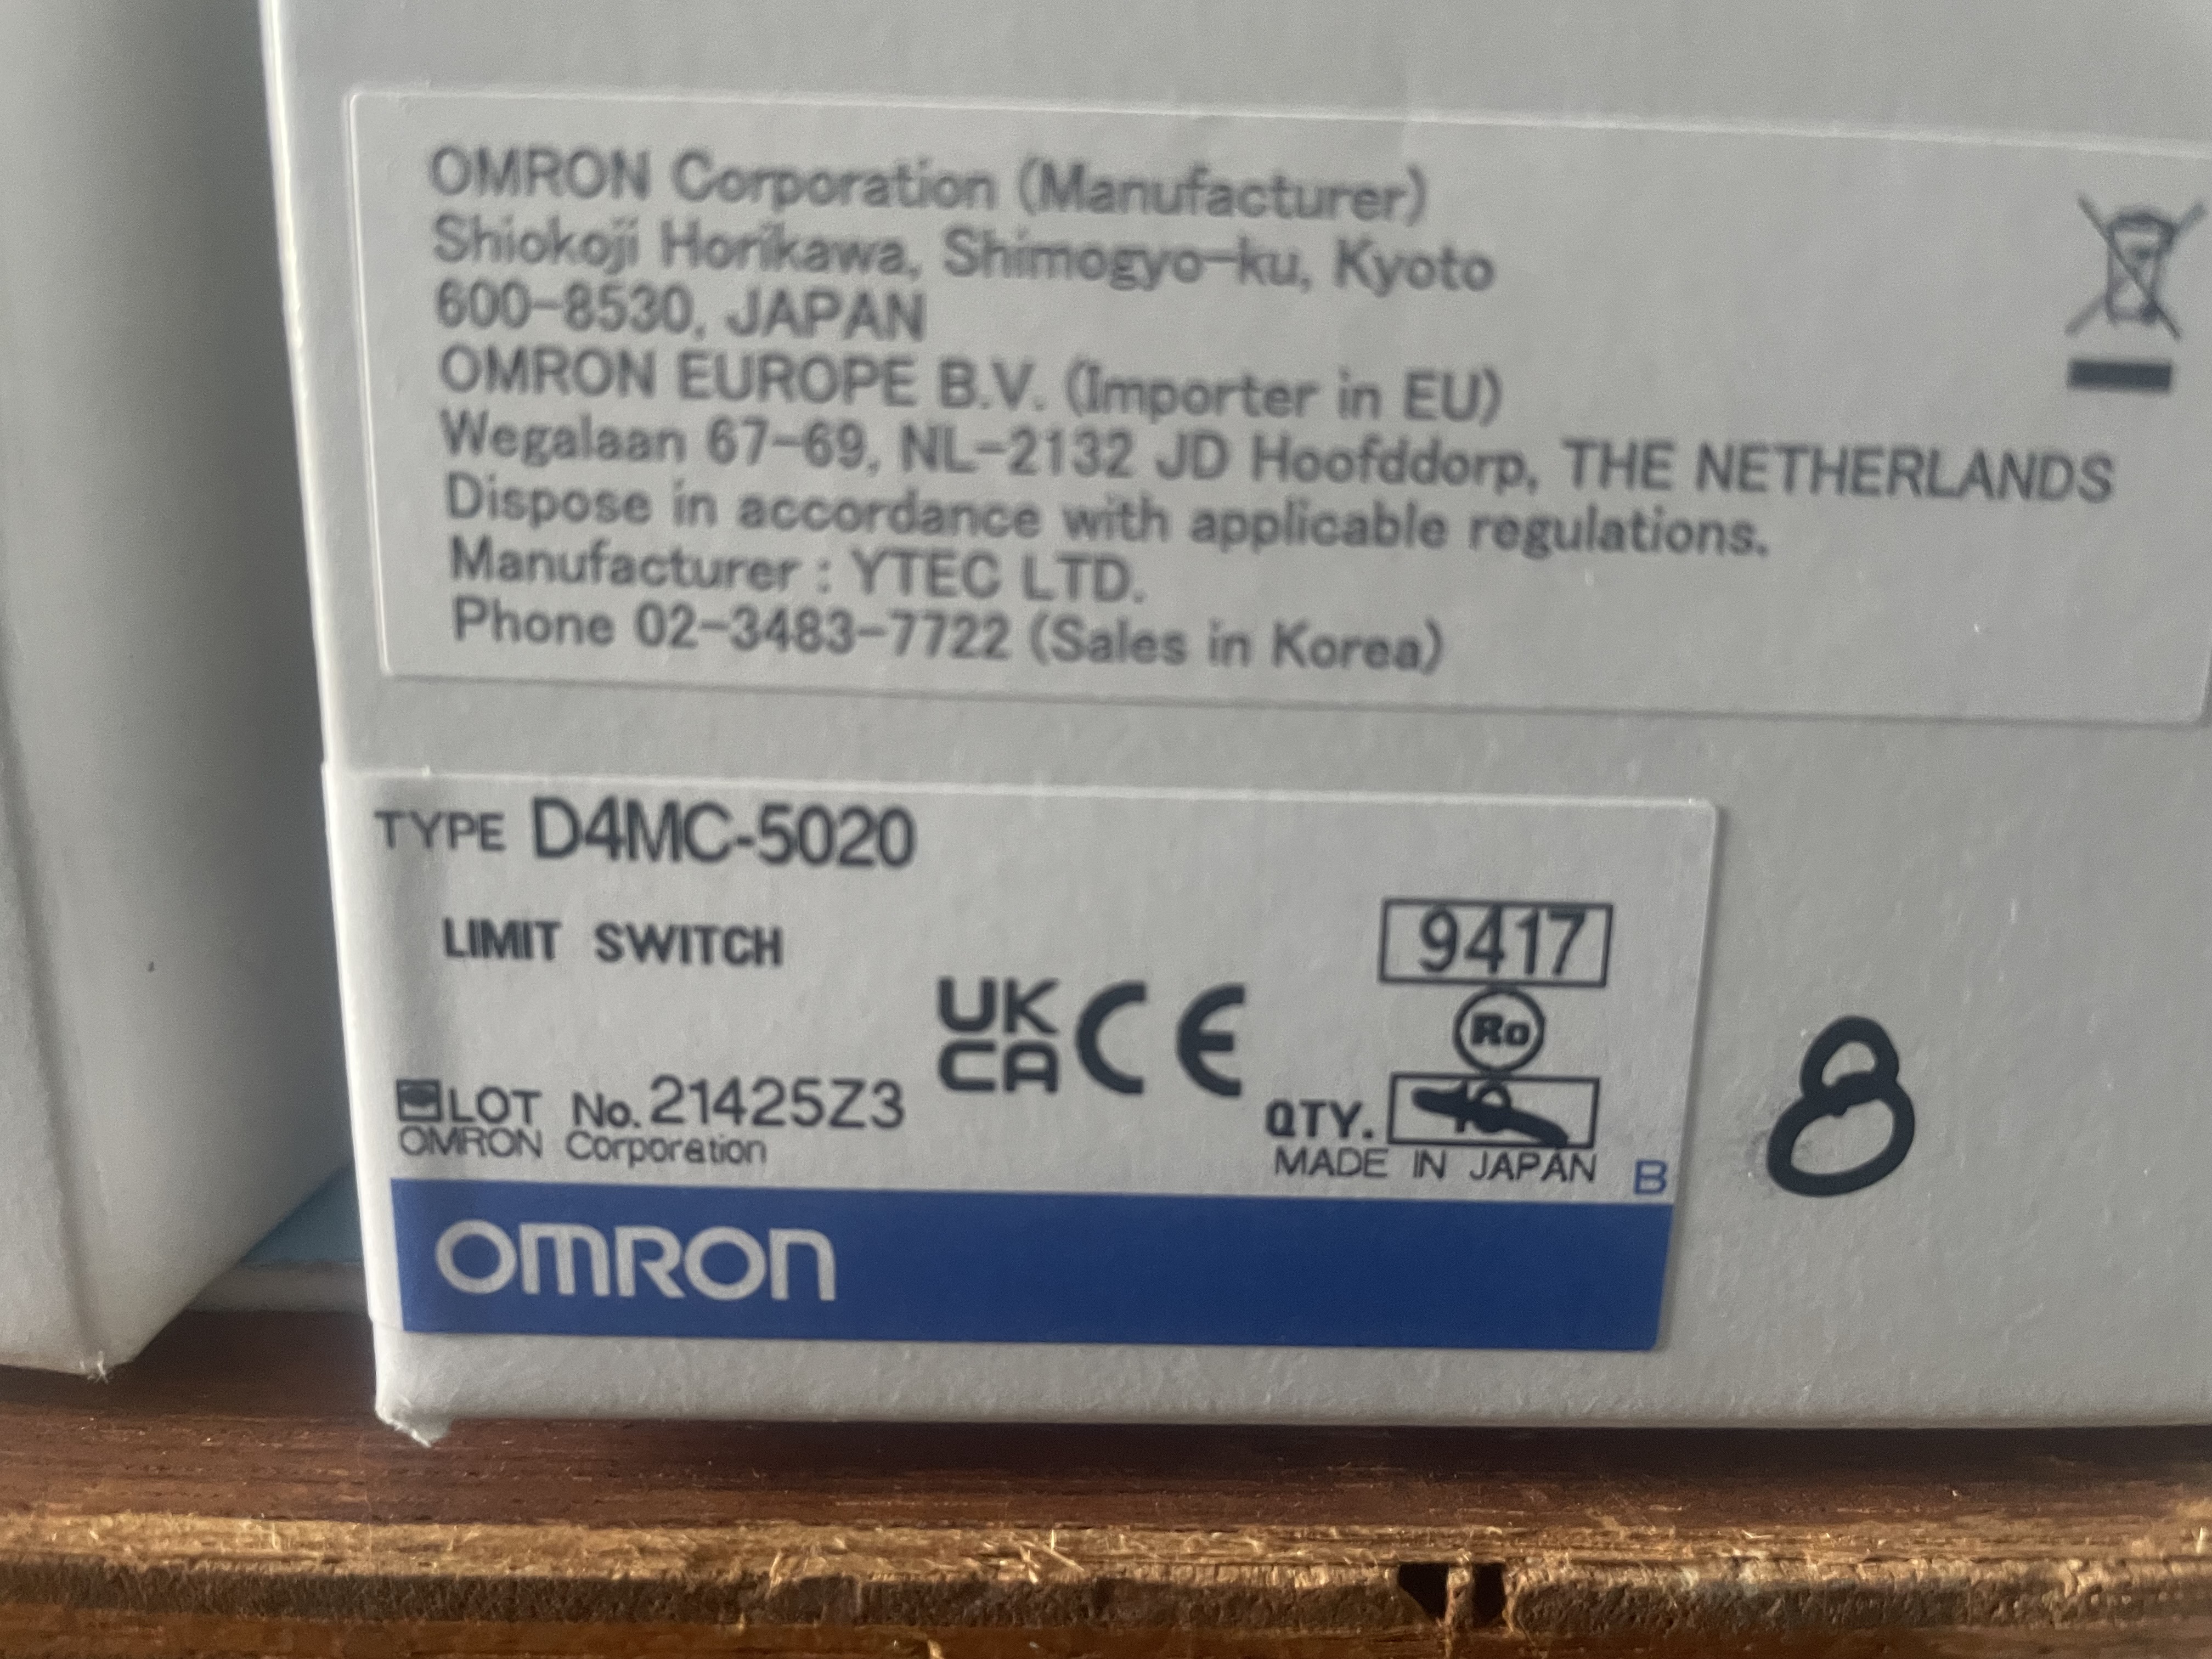 OMRON Corporation (Manufacturer)
Shiokoji Horikawa, Shimogyo-ku, Kyoto
600-8530, JAPAN
OMRON EUROPE B.V. (Importer in EU)
Wegalaan 67-69, NL-2132 JD Hoofddorp, THE NETHERLANDS
Dispose in accordance with applicable regulations.
Manufacturer : YTEC LTD.
Phone 02-3483-7722 (Sales in Korea)
TYPE D4MC-5020
LIMIT SWITCH
9417
UK
CA
CE
Ro
LOT No. 21425Z3
QTY.
8
OMRON Corporation
MADE IN JAPAN
B
OMRON